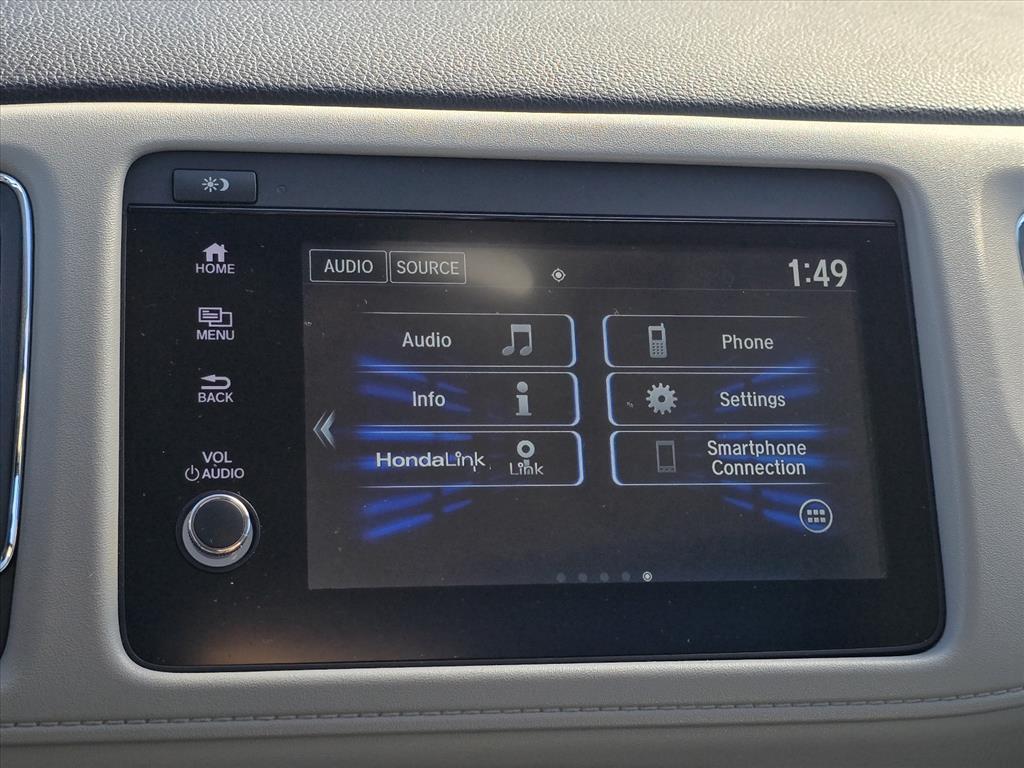 HOME
MENU
BACK
VOL
AUDIO
AUDIO SOURCE
1:49
Audio
Phone
Info
Settings
HondaLink
Link
Smartphone
Connection